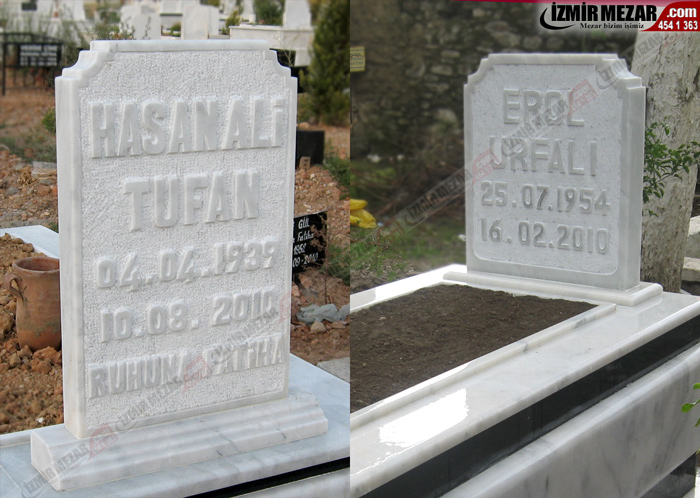 İZMİR MEZAR .com
Mezar bizim işimiz 454 1 363
HASAN ALİ
TUFAN
04.04.1939
10.08.2010
RUHUNA FATİHA
EROL
URFALI
25.07.1954
16.02.2010